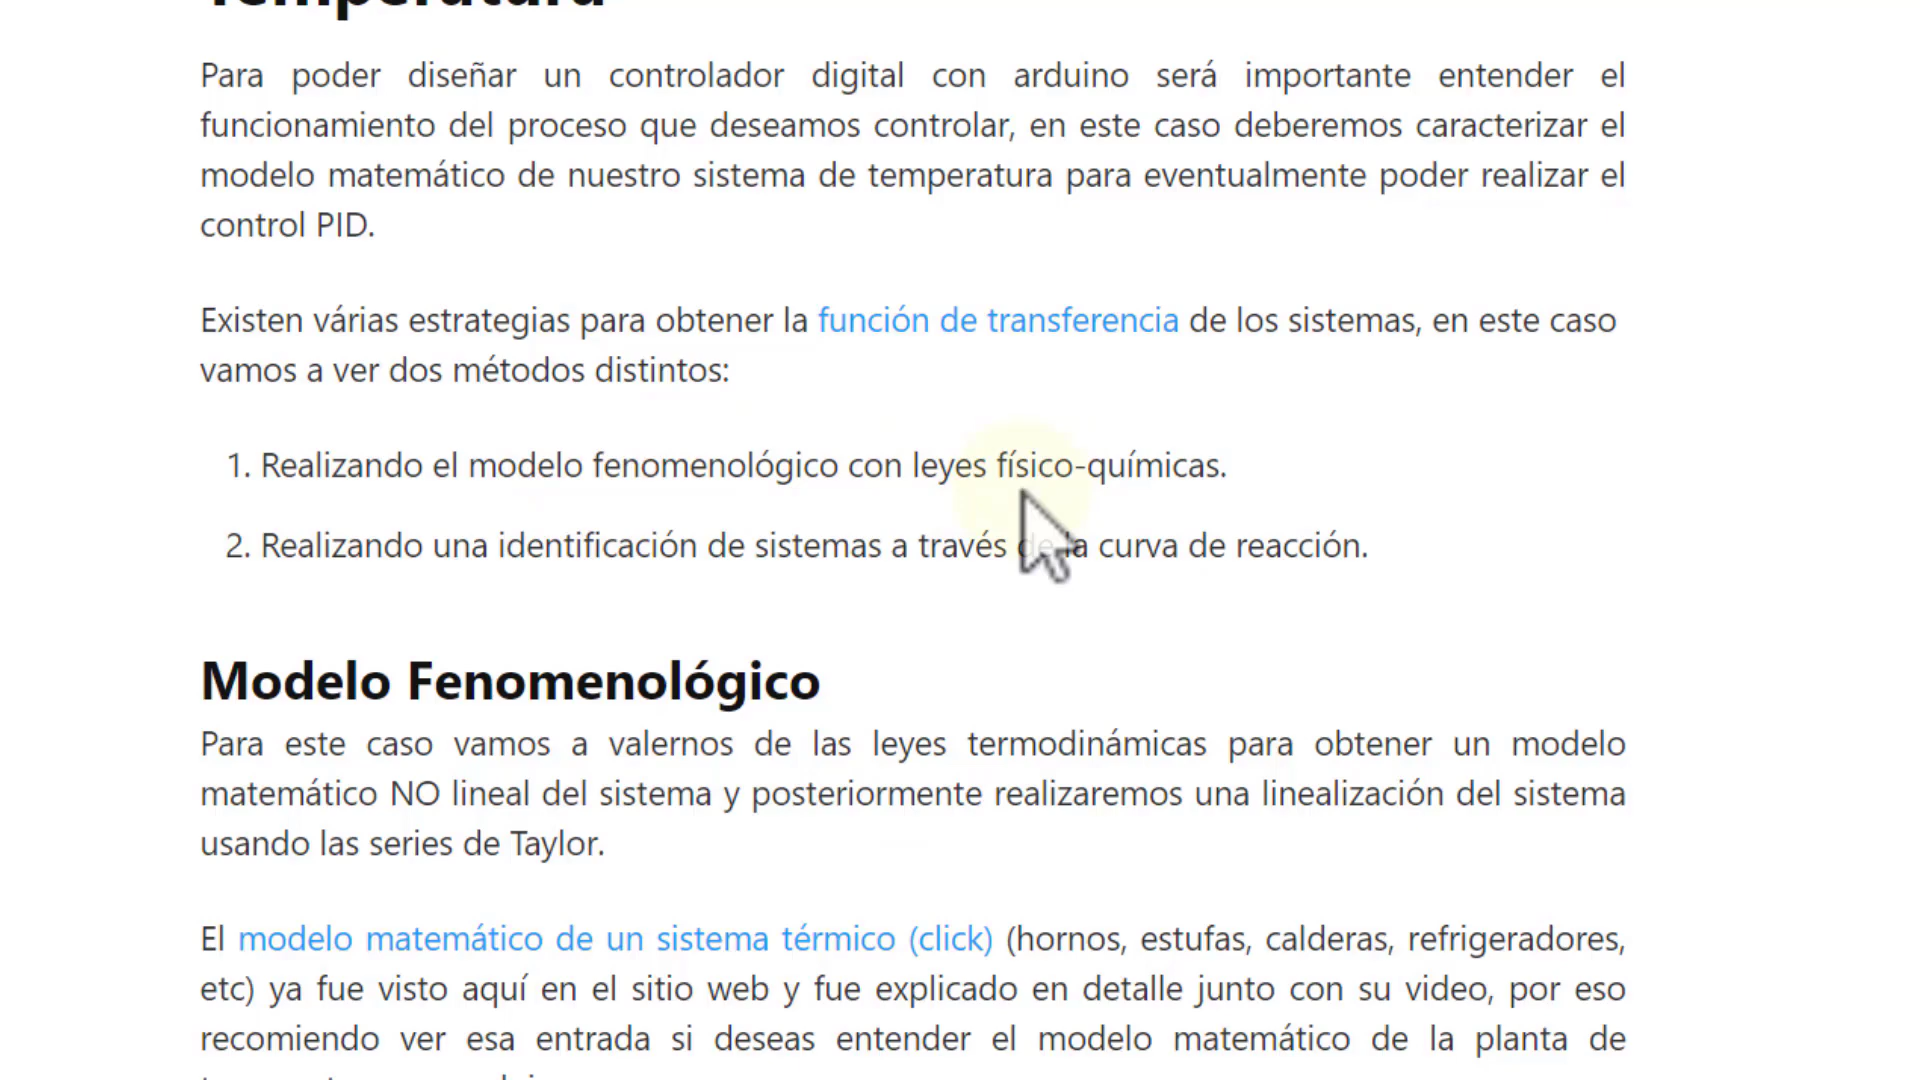 Temperatura
Para poder diseñar un controlador digital con arduino será importante entender el
funcionamiento del proceso que deseamos controlar, en este caso deberemos caracterizar el
modelo matemático de nuestro sistema de temperatura para eventualmente poder realizar el
control PID.
Existen várias estrategias para obtener la función de transferencia de los sistemas, en este caso
vamos a ver dos métodos distintos:
1. Realizando el modelo fenomenológico con leyes físico-químicas.
2. Realizando una identificación de sistemas a través de la curva de reacción.
Modelo Fenomenológico
Para este caso vamos a valernos de las leyes termodinámicas para obtener un modelo
matemático NO lineal del sistema y posteriormente realizaremos una linealización del sistema
usando las series de Taylor.
El modelo matemático de un sistema térmico (click) (hornos, estufas, calderas, refrigeradores,
etc) ya fue visto aquí en el sitio web y fue explicado en detalle junto con su video, por eso
recomiendo ver esa entrada si deseas entender el modelo matemático de la planta de